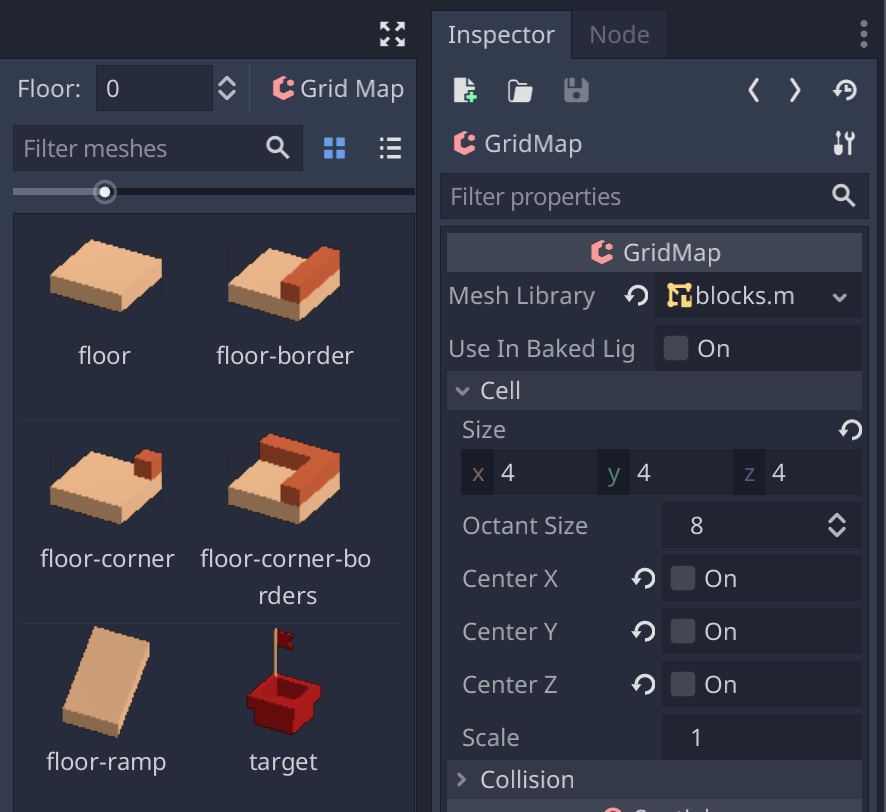 Inspector
Node
Floor:
0
Grid Map
Filter meshes
floor
floor-border
floor-corner
floor-corner-bo
rders
floor-ramp
target
GridMap
Filter properties
GridMap
Mesh Library
blocks.m
Use In Baked Lig
On
Cell
Size
x 4
y 4
z 4
Octant Size
8
Center X
On
Center Y
On
Center Z
On
Scale
1
Collision